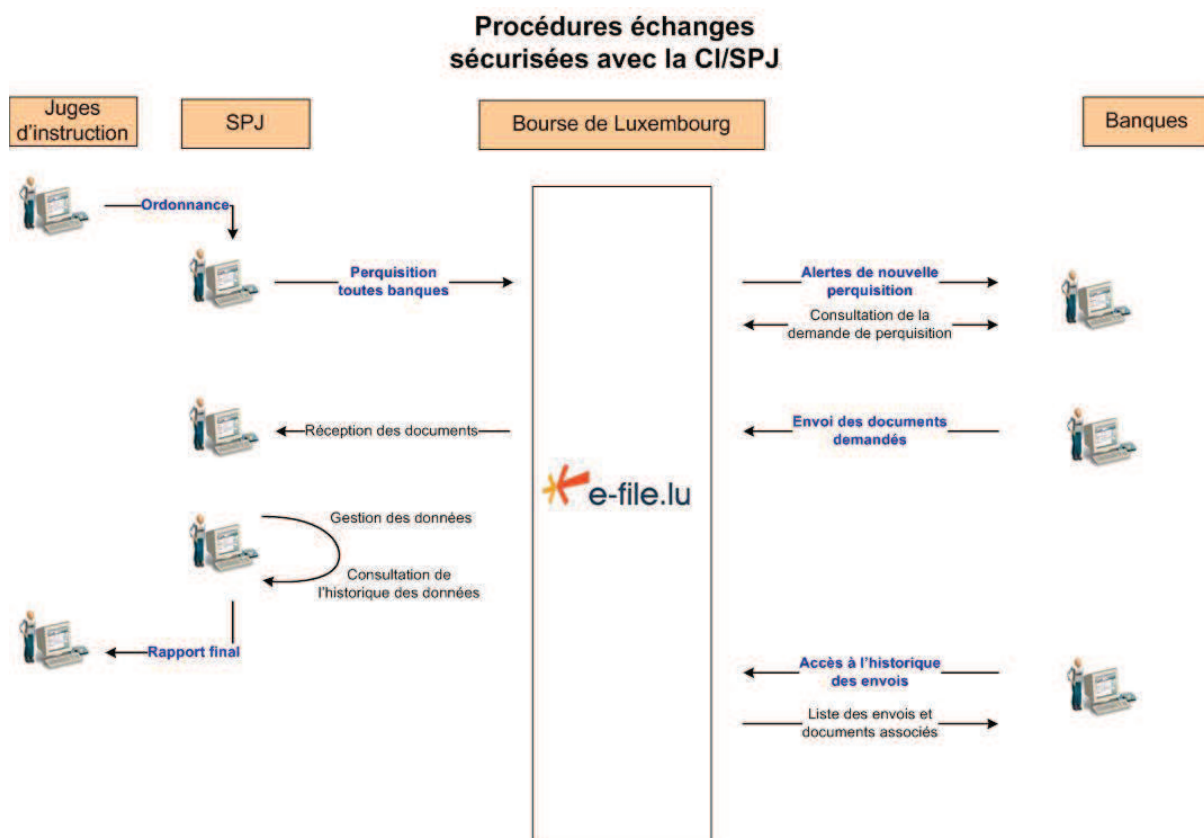 Procédures échanges
sécurisées avec la CI/SPJ
Juges
d'instruction
SPJ
Bourse de Luxembourg
Banques
Ordonnance
Perquisition
toutes banques
Alertes de nouvelle
perquisition
Consultation de la
demande de perquisition
Réception des documents
Envoi des documents
demandés
e-file.lu
Gestion des données
Consultation de
l'historique des données
Rapport final
Accès à l'historique
des envois
Liste des envois et
documents associés